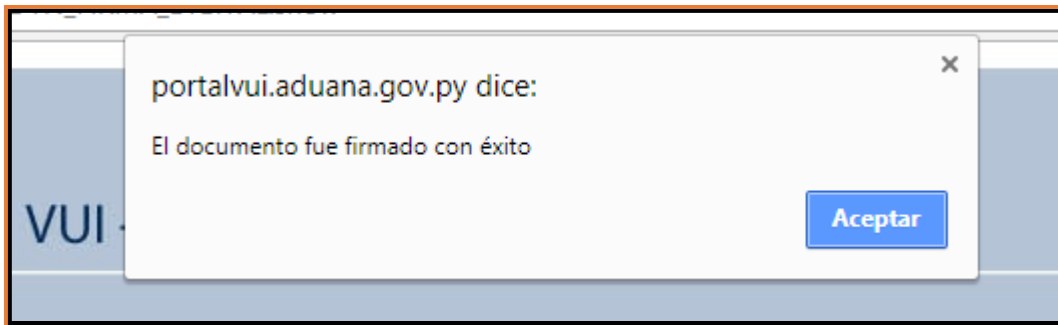 portalvui.aduana.gov.py dice:
El documento fue firmado con éxito
Aceptar
VUI -